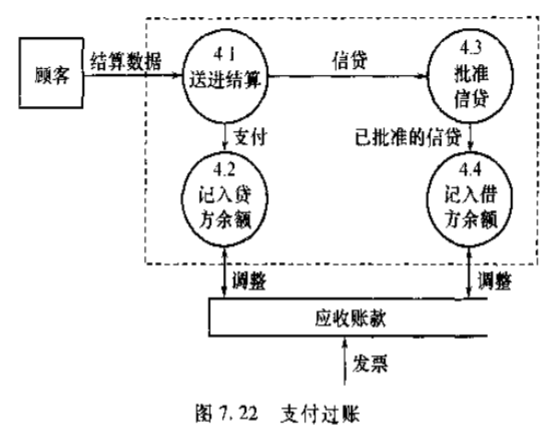 顾客
结算数据
4.1
送进结算
信贷
4.3
批准
信贷
支付
已批准的信贷
4.2
记入贷
方余额
4.4
记入借
方余额
调整
调整
应收账款
发票
图 7.22 支付过账